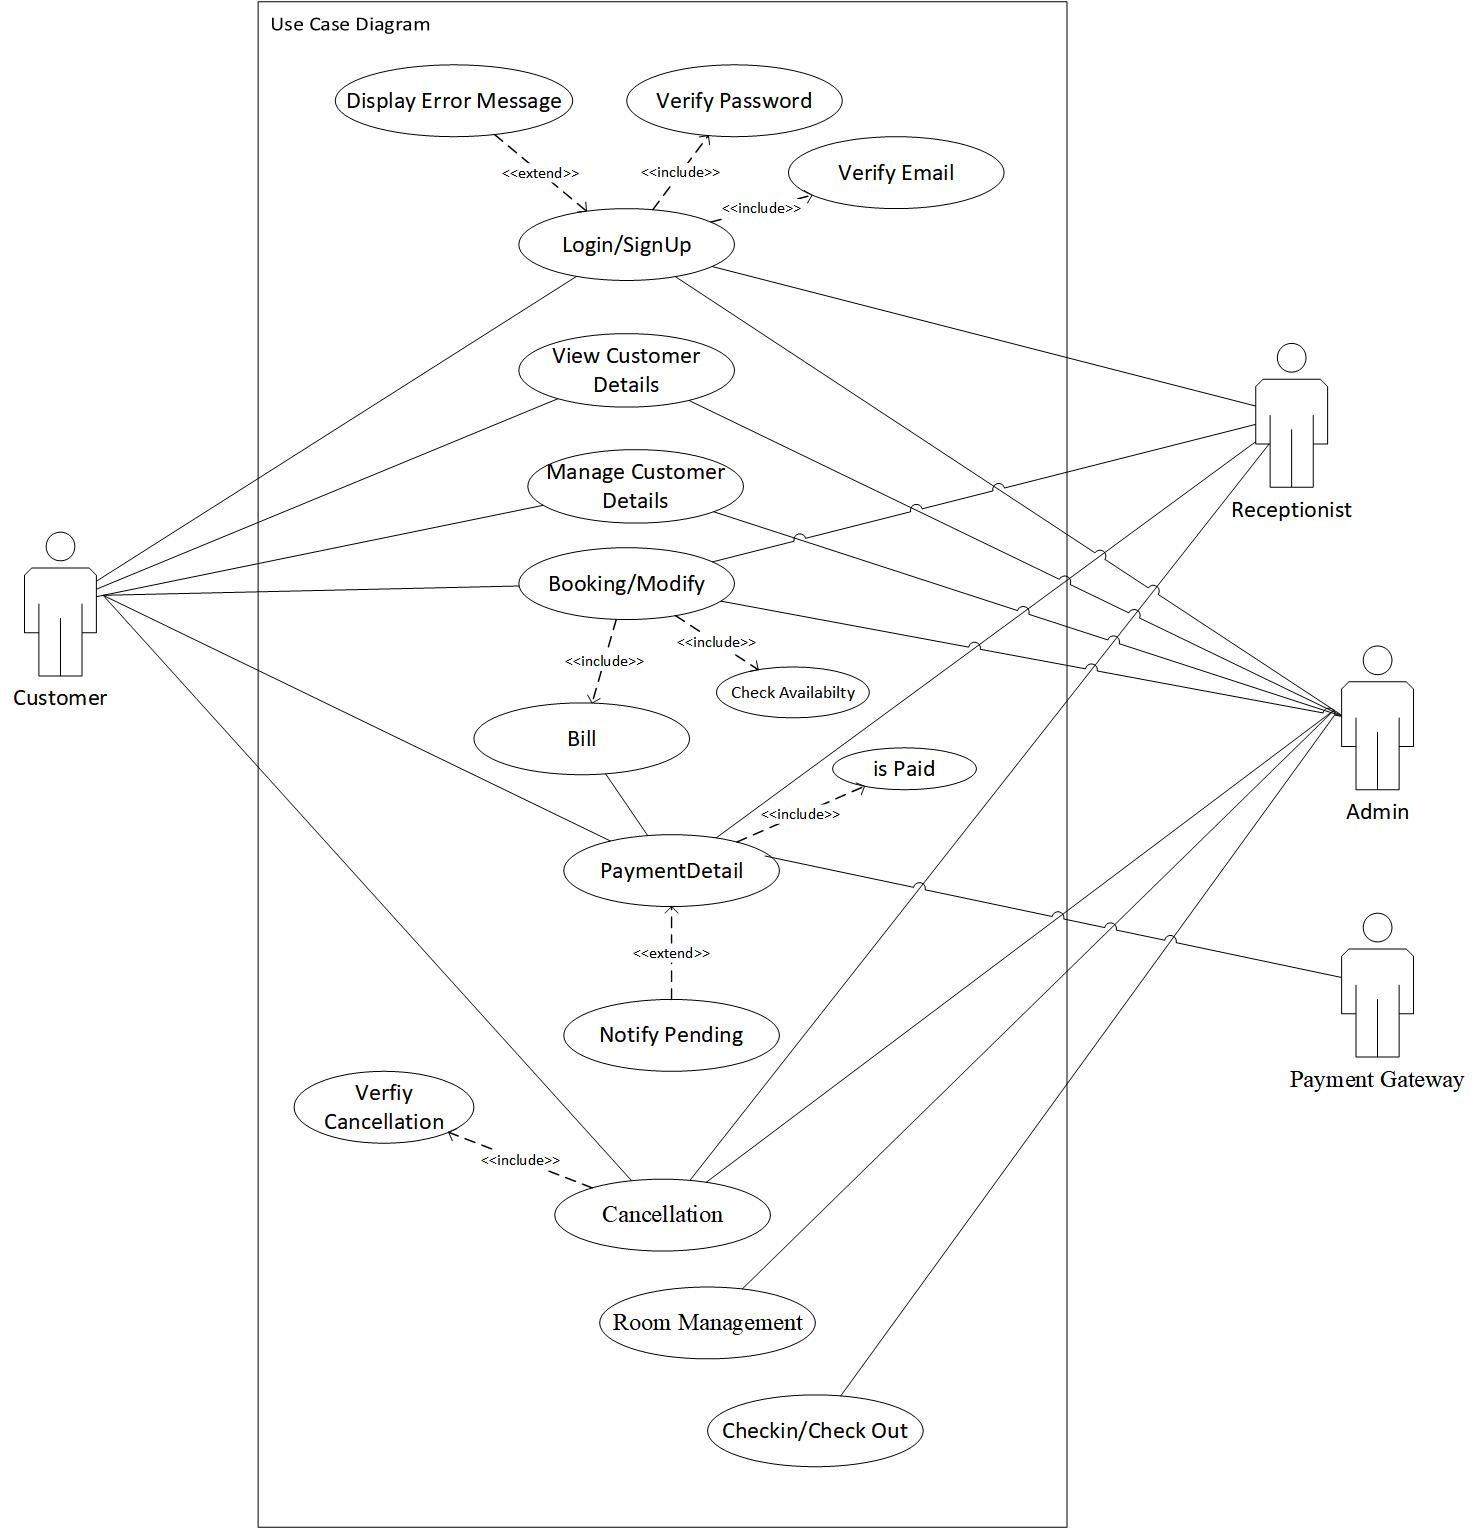 Use Case Diagram
Display Error Message
Verify Password
Verify Email
<<extend>>
<<include>>
<<include>>
Login/SignUp
View Customer
Details
Manage Customer
Details
Receptionist
Booking/Modify
Customer
<<include>>
<<include>>
Check Availabilty
Bill
is Paid
<<include>>
Admin
PaymentDetail
<<extend>>
Notify Pending
Payment Gateway
Verfiy
Cancellation
<<include>>
Cancellation
Room Management
Checkin/Check Out